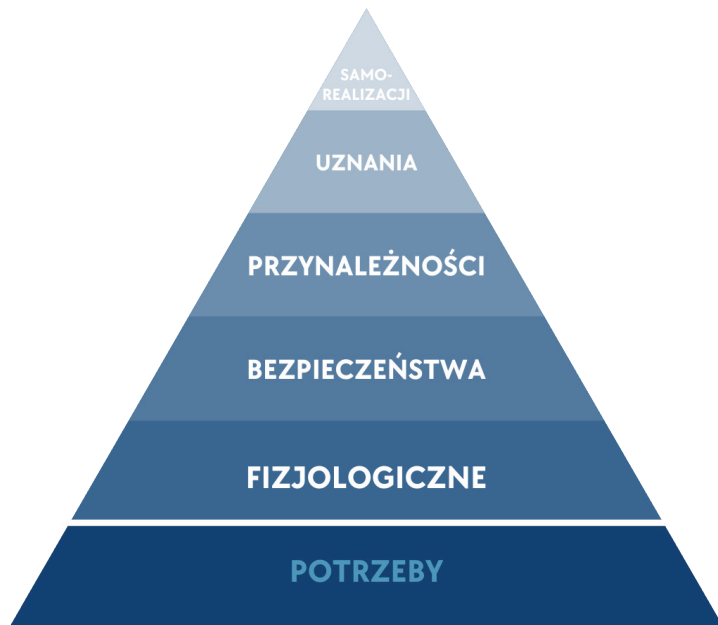 SAMO-
REALIZACJI
UZNANIA
PRZYNALEŻNOŚCI
BEZPIECZEŃSTWA
FIZJOLOGICZNE
POTRZEBY